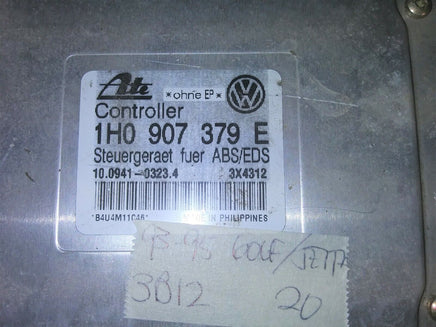 Ate
*ohne EP*
Controller
1H0 907 379 E
Steuergeraet fuer ABS/EDS
10.0941-0323.4 3X4312
MADE IN PHILIPPINES
93-95 GOLF/JETTA
3B12 20